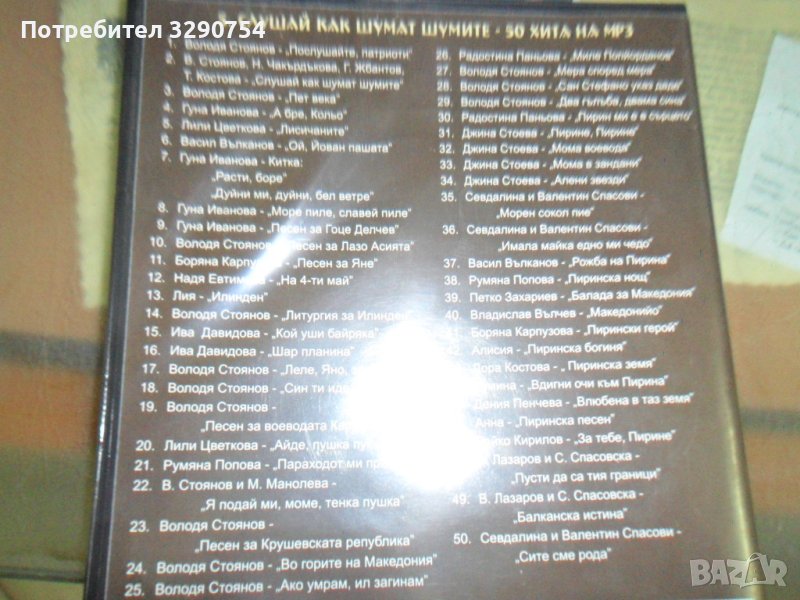 Потребител 3290754
СЛУШАЙ КАК ШУМАТ ШУМИТЕ - 50 ХИТА НА МР3
1. Володя Стоянов - „Послушайте, патриоти"
2. В. Стоянов, Н. Чакърдъкова, Г. Жбантов,
Т. Костова - „Слушай как шумат шумите"
3. Володя Стоянов - „Пет века"
4. Гуна Иванова - „А бре, Кольо"
5. Лили Цветкова - „Лисичаните"
6. Васил Вълканов - „Ой, Йован пашата"
7. Гуна Иванова - Китка:
„Расти, боре"
„Дуйни ми, дуйни, бел ветре"
8. Гуна Иванова - „Море пиле, славей пиле"
9. Гуна Иванова - „Песен за Гоце Делчев"
10. Володя Стоянов - „Песен за Лазо Асията"
11. Боряна Карпузова - „Песен за Яне"
12. Надя Евтимова - „На 4-ти май"
13. Лия - „Илинден"
14. Володя Стоянов - „Литургия за Илинден"
15. Ива Давидова - „Кой уши байряка"
16. Ива Давидова - „Шар планина"
17. Володя Стоянов - „Леле, Яно,
18. Володя Стоянов - „Син ти иде
19. Володя Стоянов -
„Песен за воеводата
20. Лили Цветкова - „Айде, пушка
21. Румяна Попова - „Параходот ми
22. В. Стоянов и М. Манолева -
„Я подай ми, моме, тенка пушка"
23. Володя Стоянов -
„Песен за Крушевската република"
24. Володя Стоянов - „Во горите на Македония"
25. Володя Стоянов - „Ако умрам, ил загинам"
26. Радостина Паньова - „Миле Попйорданов"
27. Володя Стоянов - „Мера според мера"
28. Володя Стоянов - „Сан Стефано указ даде"
29. Володя Стоянов - „Два гълъба, двама сина"
30. Радостина Паньова - „Пирин ми е в сърцето"
31. Джина Стоева - „Пирине, Пирине"
32. Джина Стоева - „Мома воевода"
33. Джина Стоева - „Мома в зандани"
34. Джина Стоева - „Алени звезди"
35. Севдалина и Валентин Спасови -
„Морен сокол пие"
36. Севдалина и Валентин Спасови -
„Имала майка едно ми чедо"
37. Васил Вълканов - „Рожба на Пирина"
38. Румяна Попова - „Пиринска нощ"
39. Петко Захариев - „Балада за Македония"
40. Владислав Вълчев - „Македонийо"
41. Боряна Карпузова - „Пирински герой"
42. Алисия - „Пиринска богиня"
Дора Костова - „Пиринска земя"
- „Вдигни очи към Пирина"
Дения Пенчева - „Влюбена в таз земя"
Анна - „Пиринска песен"
Кирилов - „За тебе, Пирине"
Лазаров и С. Спасовска -
„Пусти да са тия граници"
49. В. Лазаров и С. Спасовска -
„Балканска истина"
50. Севдалина и Валентин Спасови -
„Сите сме рода"
BAZAR